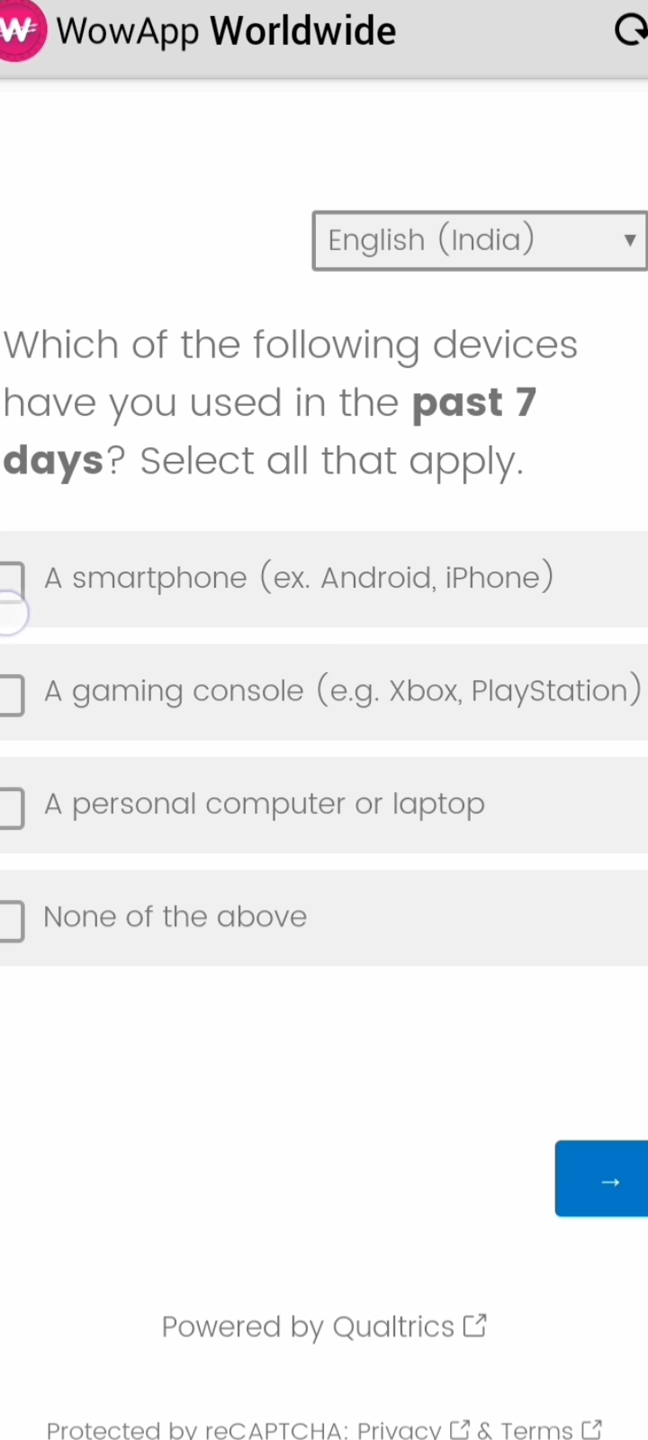 WowApp Worldwide
English (India)
Which of the following devices
have you used in the past 7
days? Select all that apply.
A smartphone (ex. Android, iPhone)
A gaming console (e.g. Xbox, PlayStation)
A personal computer or laptop
None of the above
→
Powered by Qualtrics
Protected by reCAPTCHA: Privacy & Terms